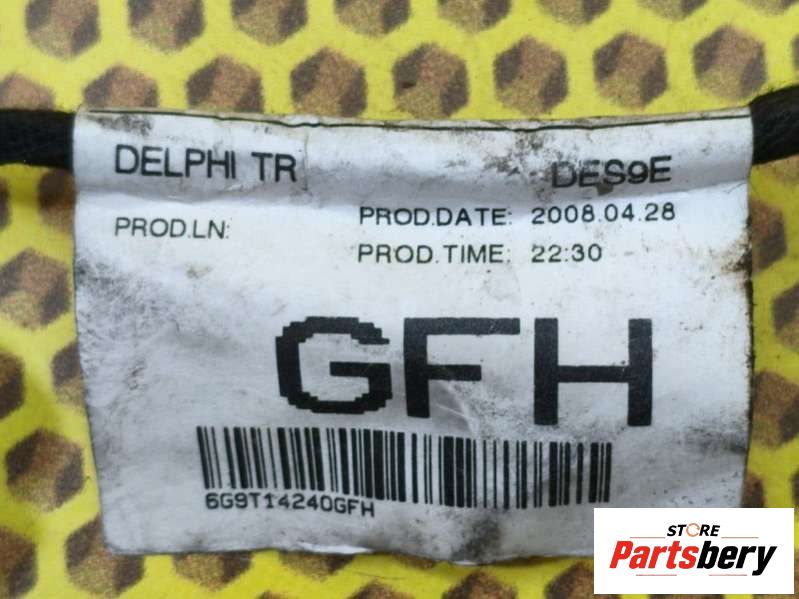 DELPHI TR DES9E
PROD.LN: PROD.DATE: 2008.04.28
PROD.TIME: 22:30
GFH
6G9T14240GFH
STORE
Partsbery